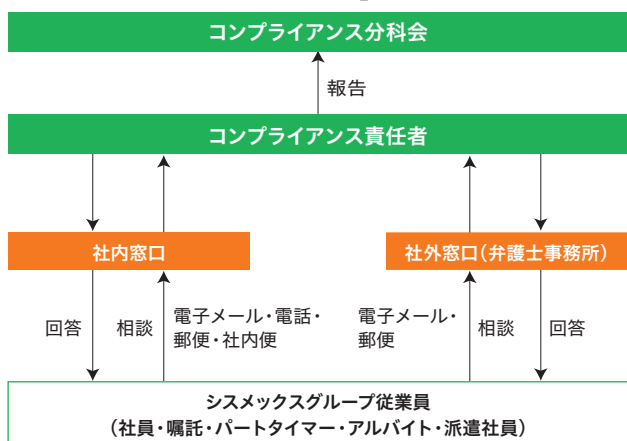 コンプライアンス分科会
報告
コンプライアンス責任者
社内窓口
社外窓口（弁護士事務所）
回答
相談
電子メール・電話・
郵便・社内便
電子メール・
郵便
相談
回答
シスメックスグループ従業員
（社員・嘱託・パートタイマー・アルバイト・派遣社員）